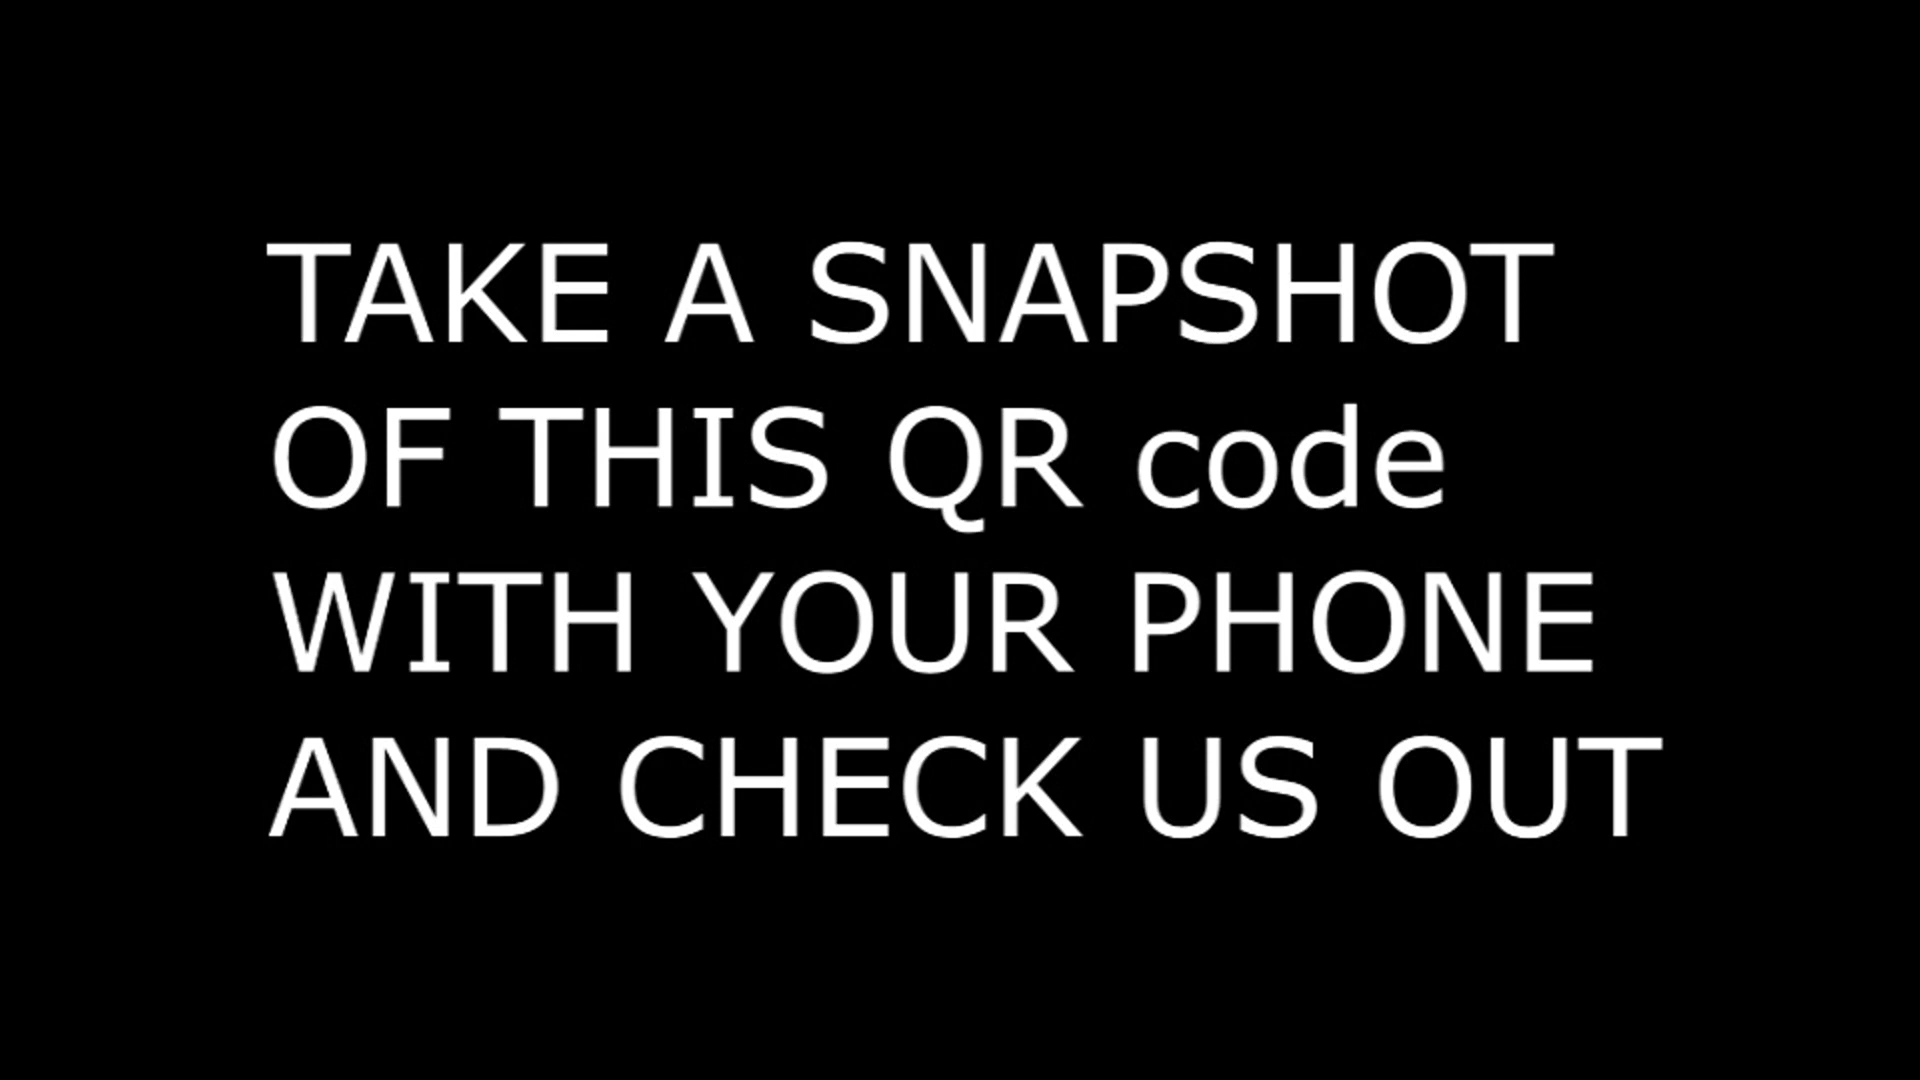 TAKE A SNAPSHOT
OF THIS QR code
WITH YOUR PHONE
AND CHECK US OUT